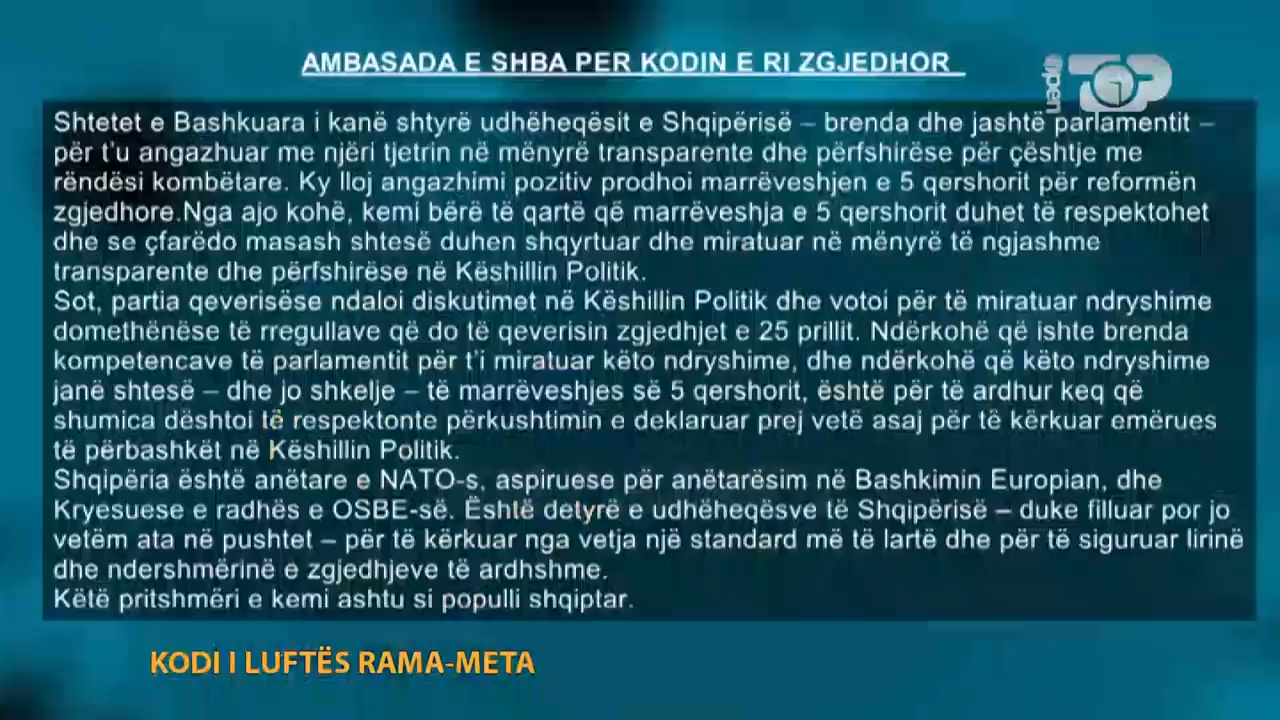 AMBASADA E SHBA PER KODIN E RI ZGJEDHOR
open
TOP
1
Shtetet e Bashkuara i kanë shtyrë udhëheqësit e Shqipërisë – brenda dhe jashtë parlamentit –
për t'u angazhuar me njëri tjetrin në mënyrë transparente dhe përfshirëse për çështje me
rëndësi kombëtare. Ky lloj angazhimi pozitiv prodhoi marrëveshjen e 5 qershorit për reformën
zgjedhore.Nga ajo kohë, kemi bërë të qartë që marrëveshja e 5 qershorit duhet të respektohet
dhe se çfarëdo masash shtesë duhen shqyrtuar dhe miratuar në mënyrë të ngjashme
transparente dhe përfshirëse në Këshillin Politik.
Sot, partia qeverisëse ndaloi diskutimet në Këshillin Politik dhe votoi për të miratuar ndryshime
domethënëse të rregullave që do të qeverisin zgjedhjet e 25 prillit. Ndërkohë që ishte brenda
kompetencave të parlamentit për t'i miratuar këto ndryshime, dhe ndërkohë që këto ndryshime
janë shtesë – dhe jo shkelje – të marrëveshjes së 5 qershorit, është për të ardhur keq që
shumica dështoi të respektonte përkushtimin e deklaruar prej vetë asaj për të kërkuar emërues
të përbashkët në Këshillin Politik.
Shqipëria është anëtare e NATO-s, aspiruese për anëtarësim në Bashkimin Europian, dhe
Kryesuese e radhës e OSBE-së. Është detyrë e udhëheqësve të Shqipërisë – duke filluar por jo
vetëm ata në pushtet – për të kërkuar nga vetja një standard më të lartë dhe për të siguruar lirinë
dhe ndershmërinë e zgjedhjeve të ardhshme.
Këtë pritshmëri e kemi ashtu si populli shqiptar.
KODI I LUFTËS RAMA-META